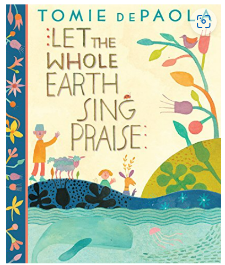 TOMIE DEPAOLA
LET THE
WHOLE
EARTH
SING
PRAISE